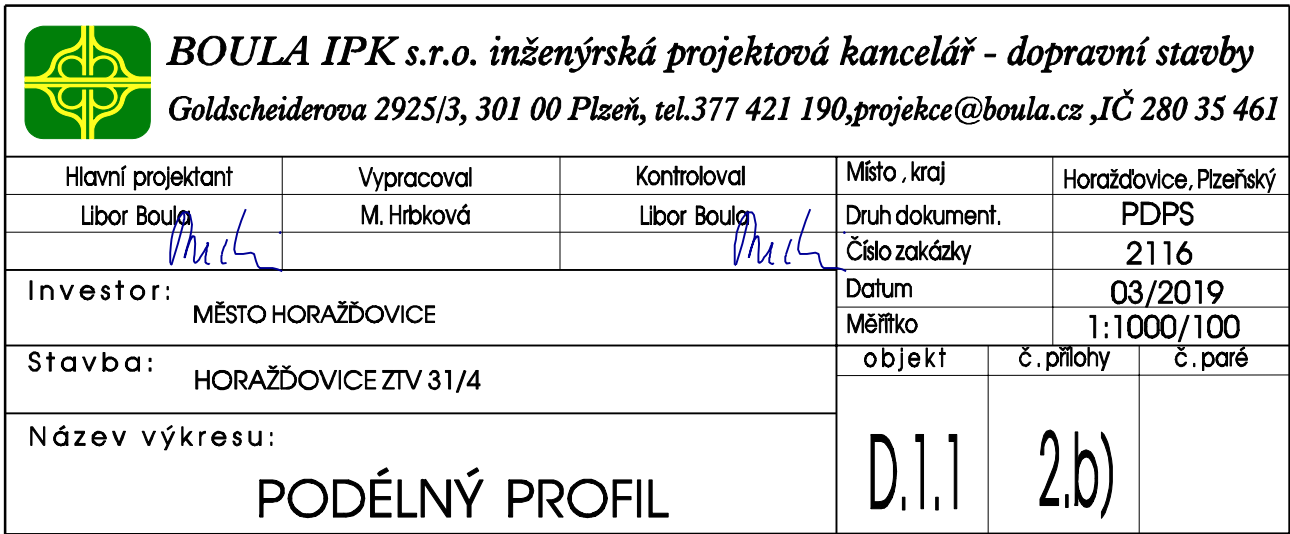 BOULA IPK s.r.o. inženýrská projektová kancelář - dopravní stavby
Goldscheiderova 2925/3, 301 00 Plzeň, tel.377 421 190,projekce@boula.cz ,IČ 280 35 461
Hlavní projektant Vypracoval Kontroloval Místo , kraj Horažďovice, Plzeňský
Libor Boula M. Hrbková Libor Boula Druh dokument. PDPS
Číslo zakázky 2116
Investor: Datum 03/2019
MĚSTO HORAŽĎOVICE Měřítko 1:1000/100
Stavba: objekt č. přílohy č. paré
HORAŽĎOVICE ZTV 31/4
Název výkresu:
PODÉLNÝ PROFIL D.1.1 2.b)